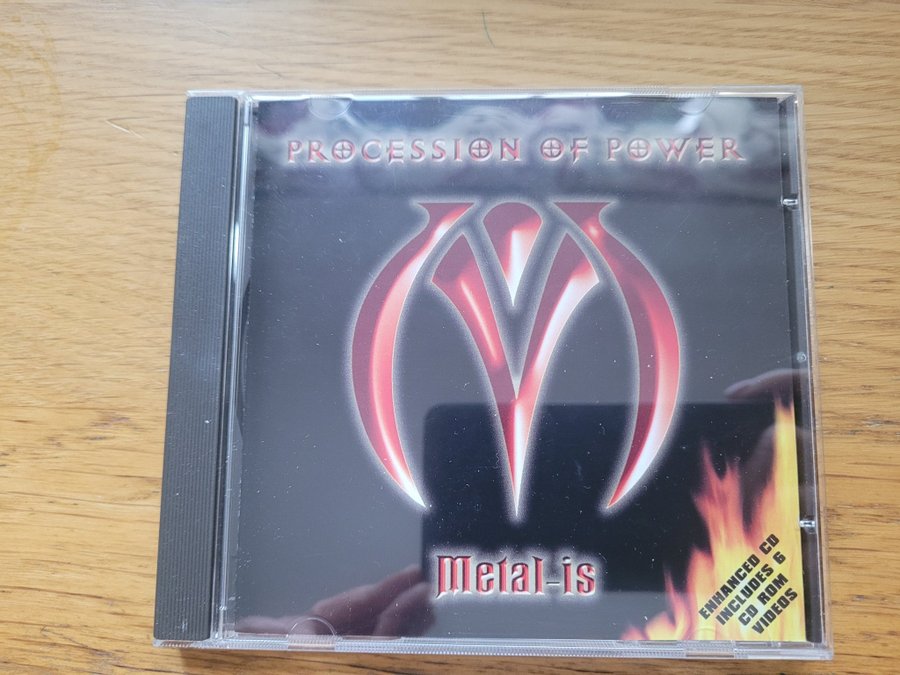 PROCESSION OF POWER
Metal-is
ENHANCED CD
INCLUDES 6
CD ROM
VIDEOS